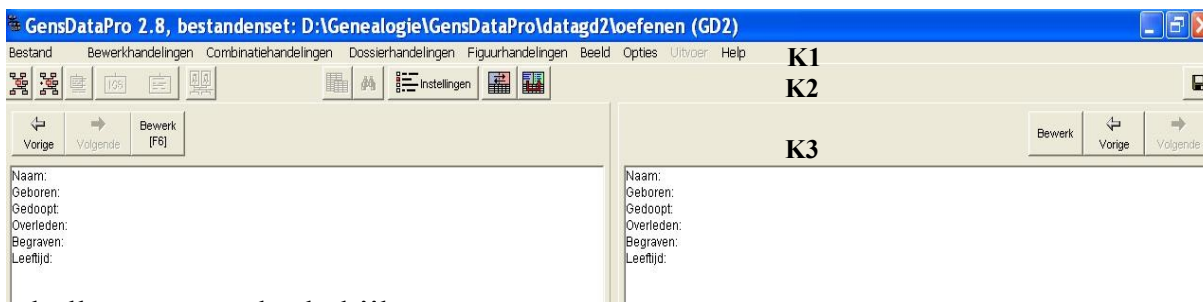 GensDataPro 2.8, bestandenset: D:\Genealogie\GensDataPro\datagd2\oefenen (GD2)
Bestand Bewerkhandelingen Combinatiehandelingen Dossierhandelingen Figuurhandelingen Beeld Opties Uitvoer Help K1
105 Instellingen K2
Vorige Volgende Bewerk [F6] K3 Bewerk Vorige Volgende
Naam:
Geboren:
Gedoopt:
Overleden:
Begraven:
Leeftijd:
Naam:
Geboren:
Gedoopt:
Overleden:
Begraven:
Leeftijd: